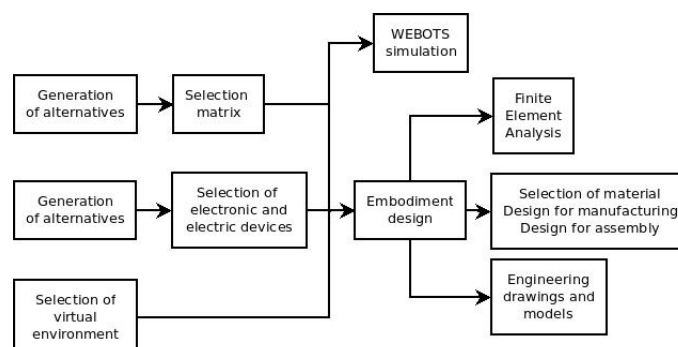 WEBOTS
simulation
Generation
of alternatives
Selection
matrix
Finite
Element
Analysis
Generation
of alternatives
Selection of
electronic and
electric devices
Embodiment
design
Selection of material
Design for manufacturing
Design for assembly
Selection of
virtual
environment
Engineering
drawings and
models